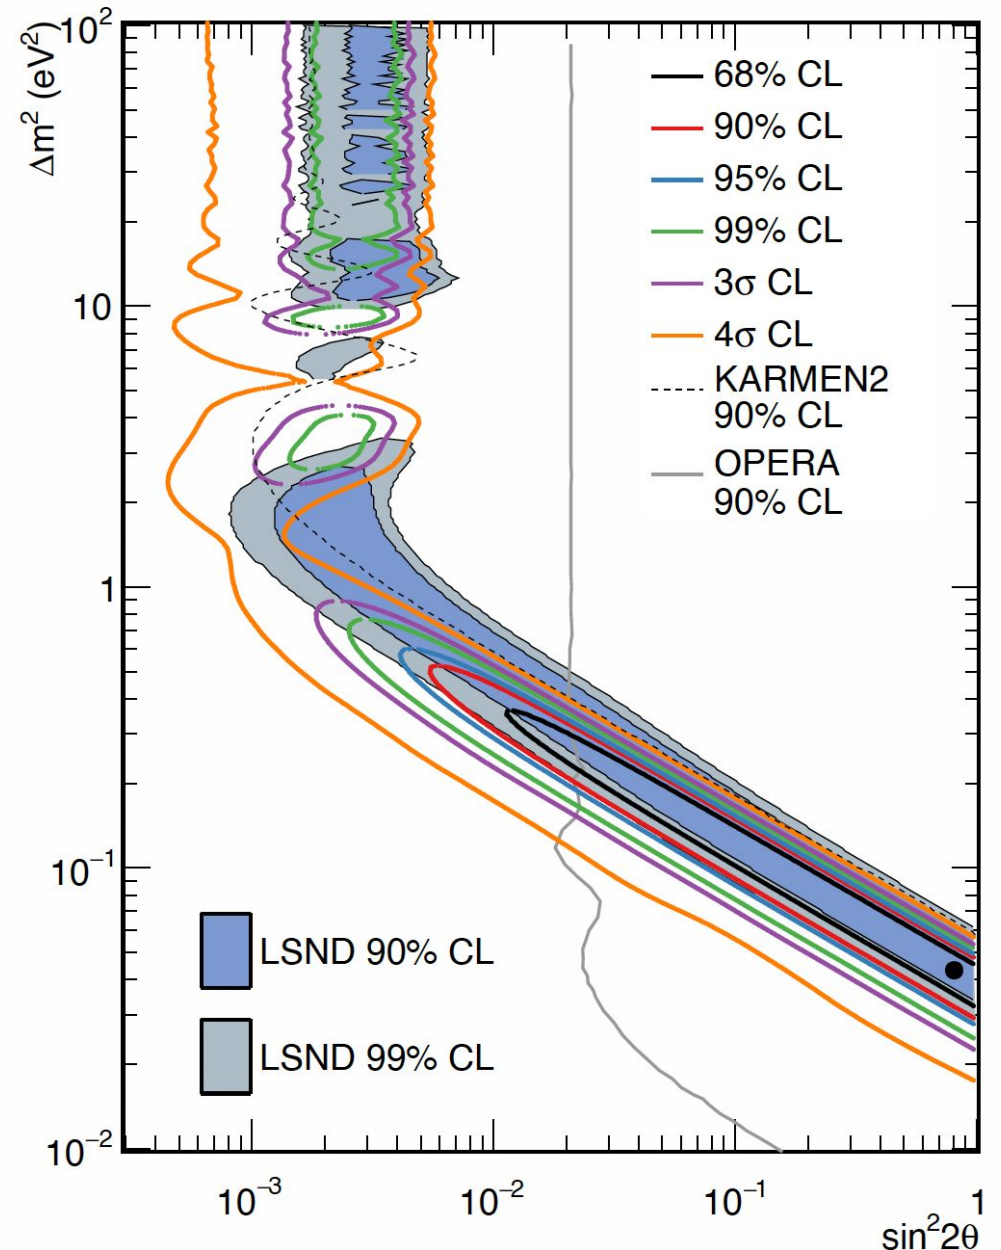 10²
Δm² (eV²)
68% CL
90% CL
95% CL
99% CL
3σ CL
4σ CL
KARMEN2
90% CL
OPERA
90% CL
10
1
10⁻¹
LSND 90% CL
LSND 99% CL
10⁻²
10⁻³ 10⁻² 10⁻¹ 1
sin²2θ